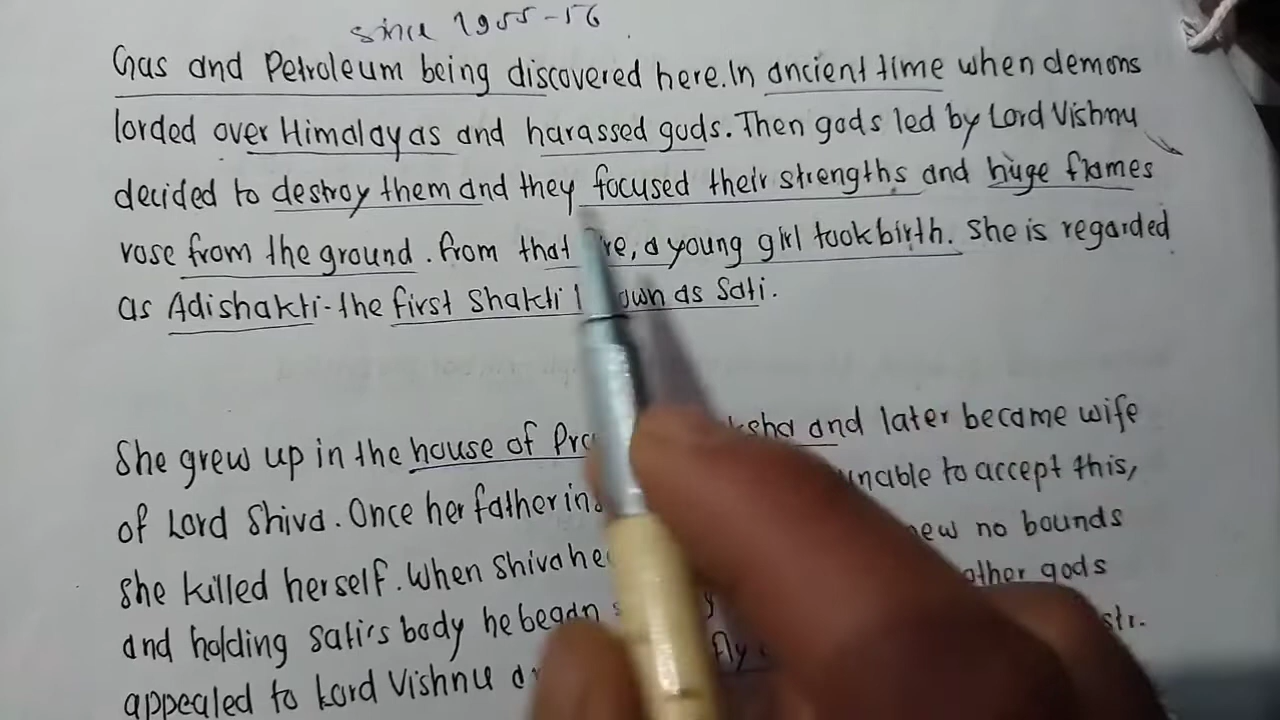 since 1955-56.
Gas and Petroleum being discovered here. In ancient time when demons
lorded over Himalayas and harassed gods. Then gods led by Lord Vishnu
decided to destroy them and they focused their strengths and huge flames
rose from the ground. From that, a young girl took birth. She is regarded
as Adishakti-the first Shakti as Sati.
She grew up in the house of and later became wife
of Lord Shiva. Once her father unable to accept this,
she killed herself. When Shiva no bounds
and holding Sati's body he began other gods
appealed to Lord Vishnu fly